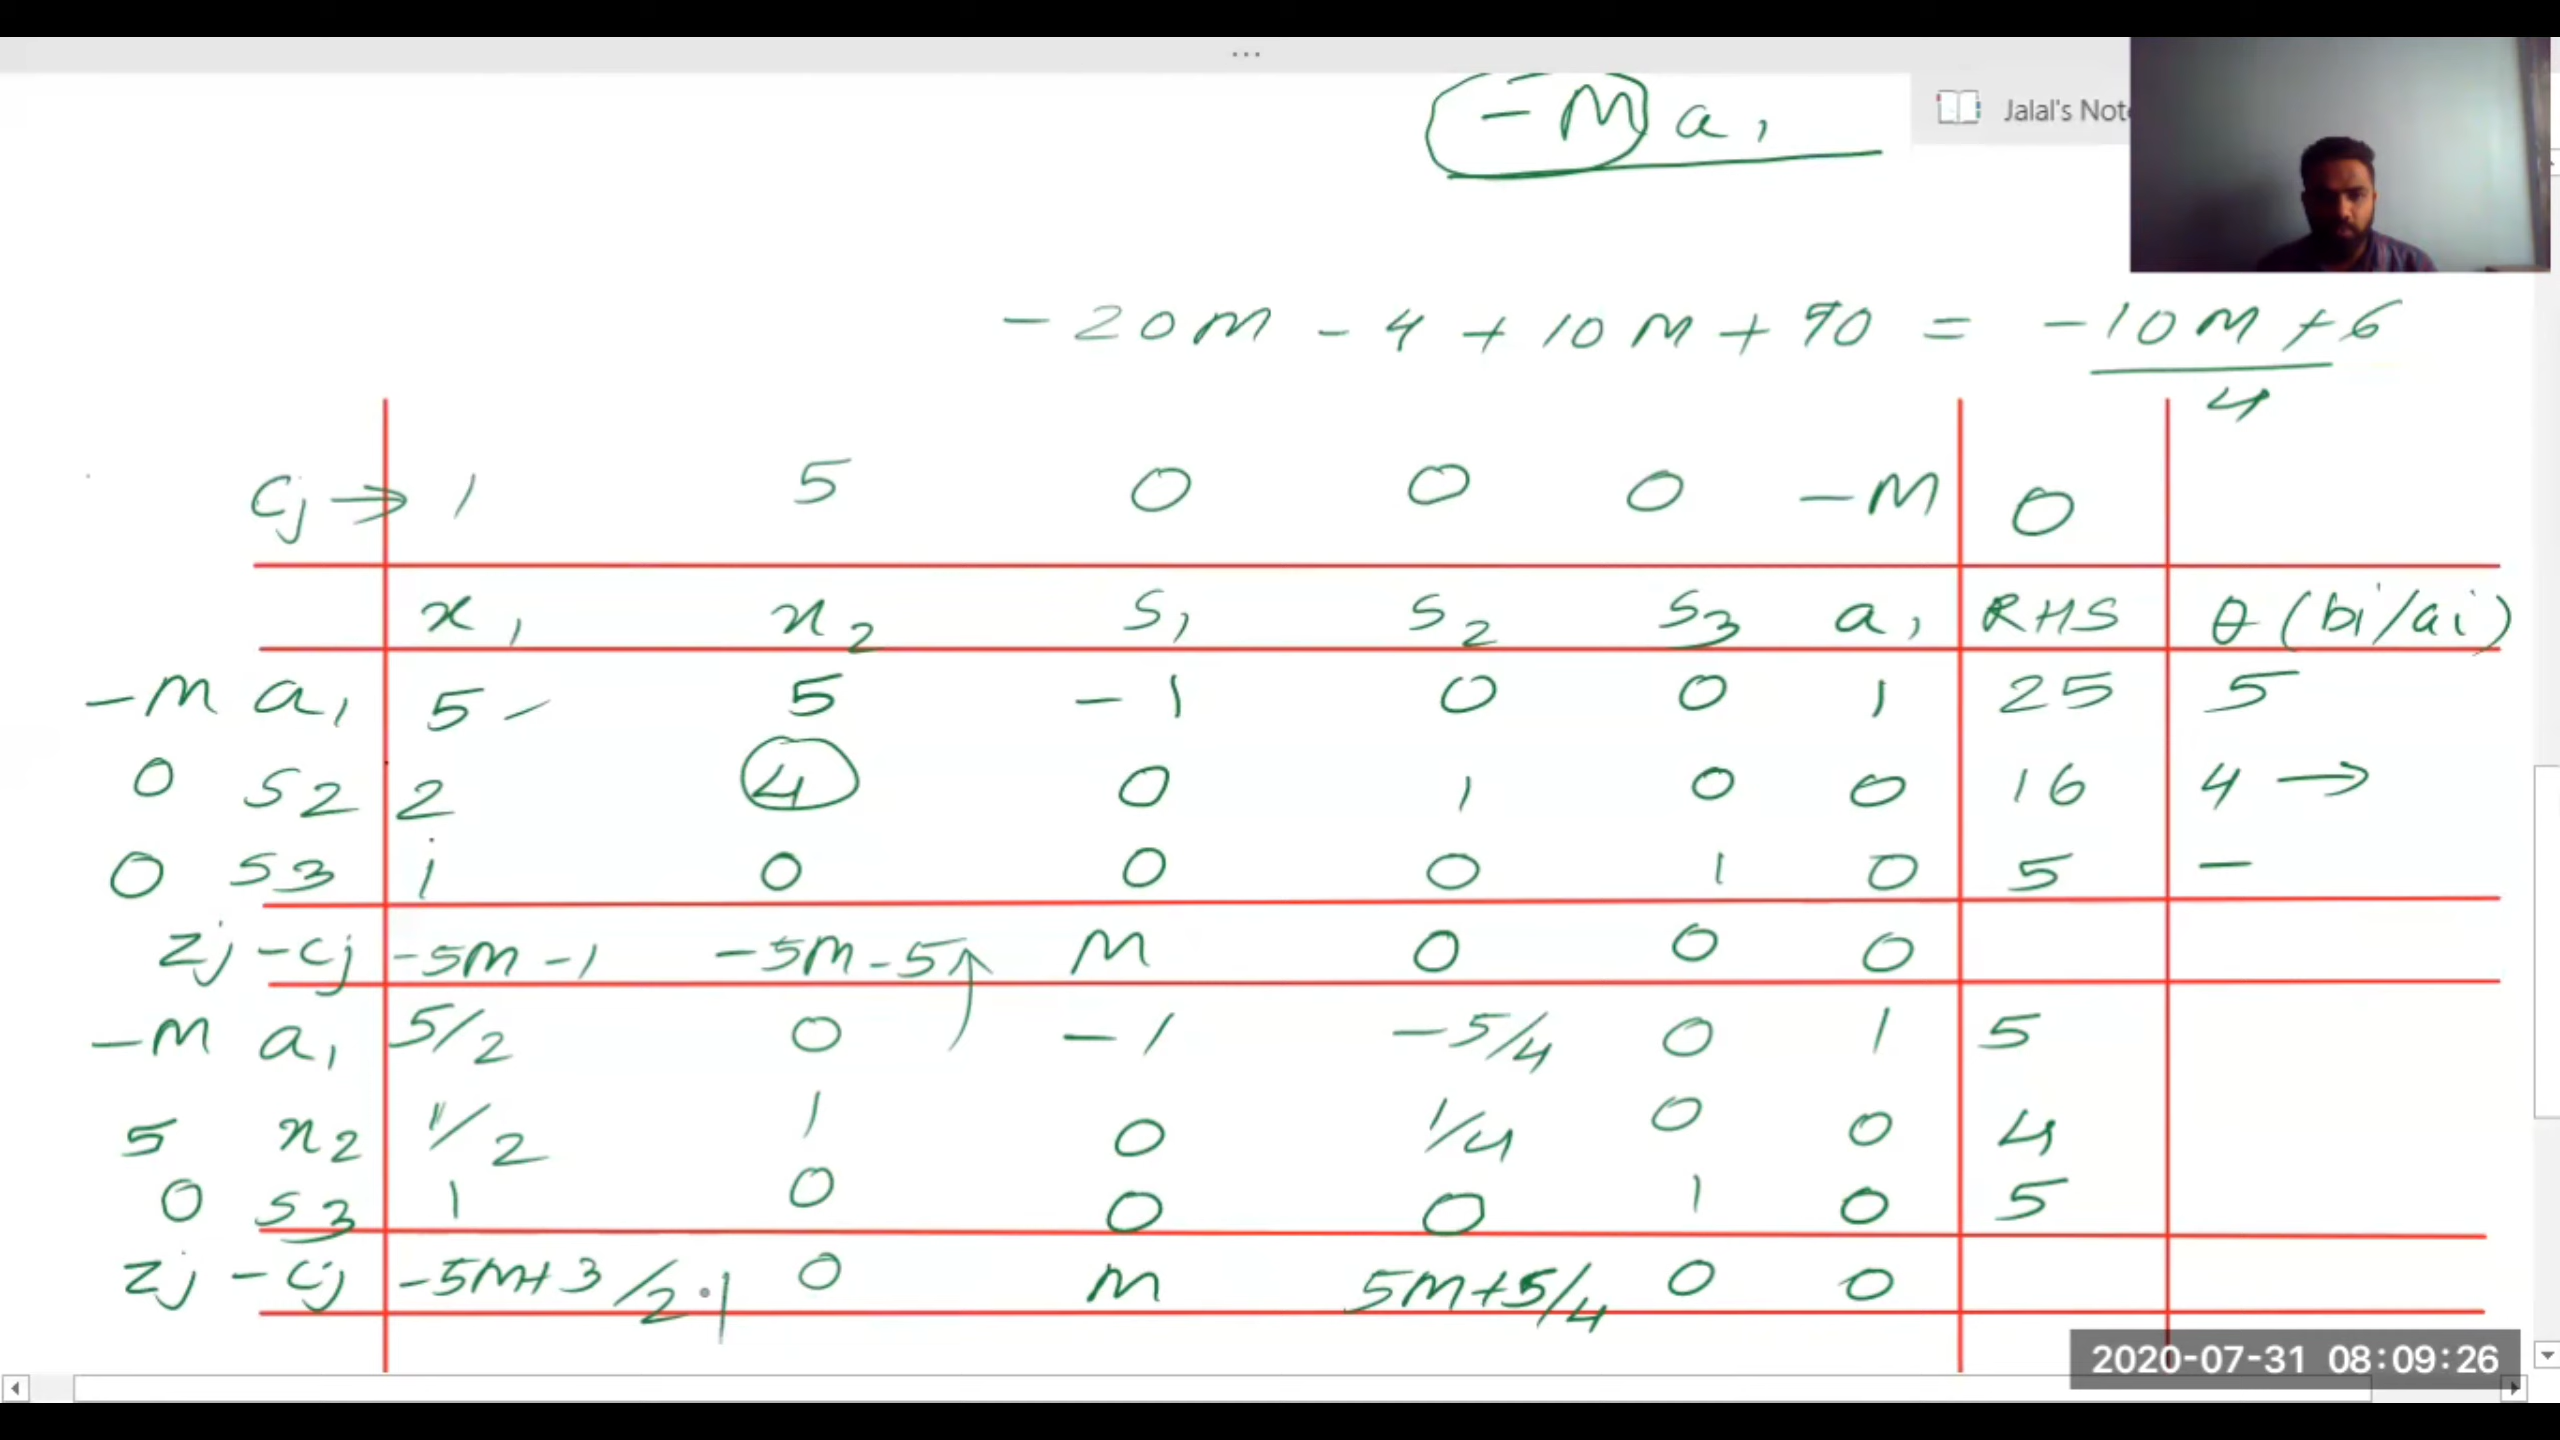 ...
-M a1
Jalal's Not
-20M - 4 + 10M + 90 = -10M + 6
4
Cj → 1 5 0 0 0 -M 0
x1 x2 S1 S2 S3 a1 RHS θ (bi/ai)
-M a1 5 - 5 -1 0 0 1 25 5
0 S2 2 4 0 1 0 0 16 4 →
0 S3 1 0 0 0 1 0 5 -
Zj - Cj -5M-1 -5M-5 ↑ M 0 0 0
-M a1 5/2 0 -1 -5/4 0 1 5
5 x2 1/2 1 0 1/4 0 0 4
0 S3 1 0 0 0 1 0 5
Zj - Cj -5M+3/2 0 M 5M+5/4 0 0
2020-07-31 08:09:26